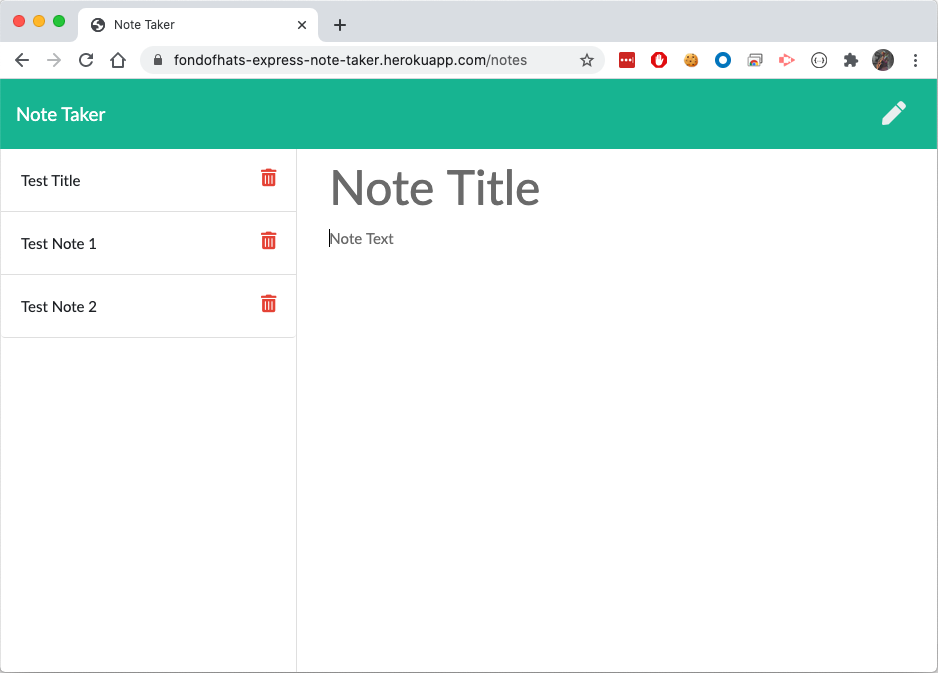 Note Taker
fondofhats-express-note-taker.herokuapp.com/notes
Note Taker
Test Title
Test Note 1
Test Note 2
Note Title
Note Text